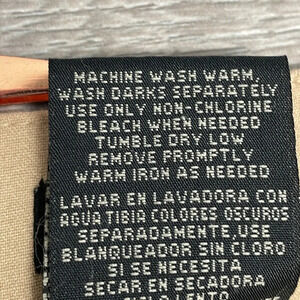 MACHINE WASH WARM,
WASH DARKS SEPARATELY
USE ONLY NON-CHLORINE
BLEACH WHEN NEEDED
TUMBLE DRY LOW
REMOVE PROMPTLY
WARM IRON AS NEEDED
LAVAR EN LAVADORA CON
AGUA TIBIA COLORES OSCUROS
SEPARADAMENTE,USE
BLANQUEADOR SIN CLORO
SI SE NECESITA
SECAR EN SECADORA